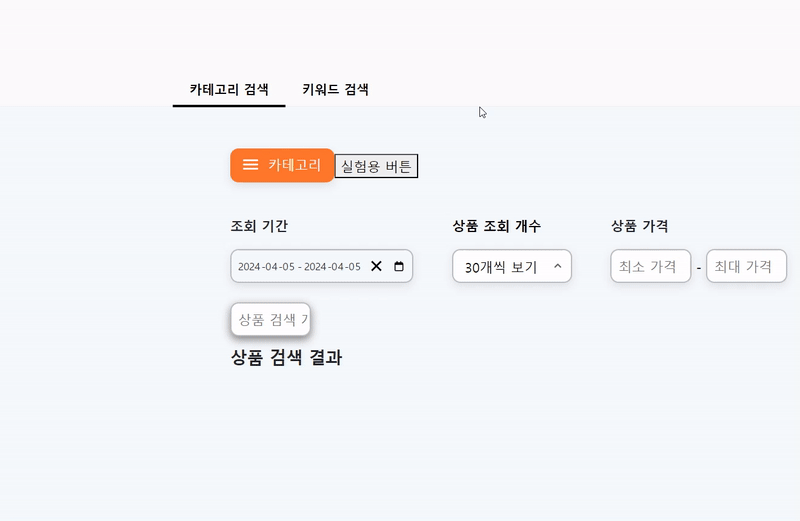 카테고리 검색 키워드 검색
카테고리 실험용 버튼
조회 기간 상품 조회 개수 상품 가격
2024-04-05 - 2024-04-05 30개씩 보기 최소 가격 - 최대 가격
상품 검색
상품 검색 결과